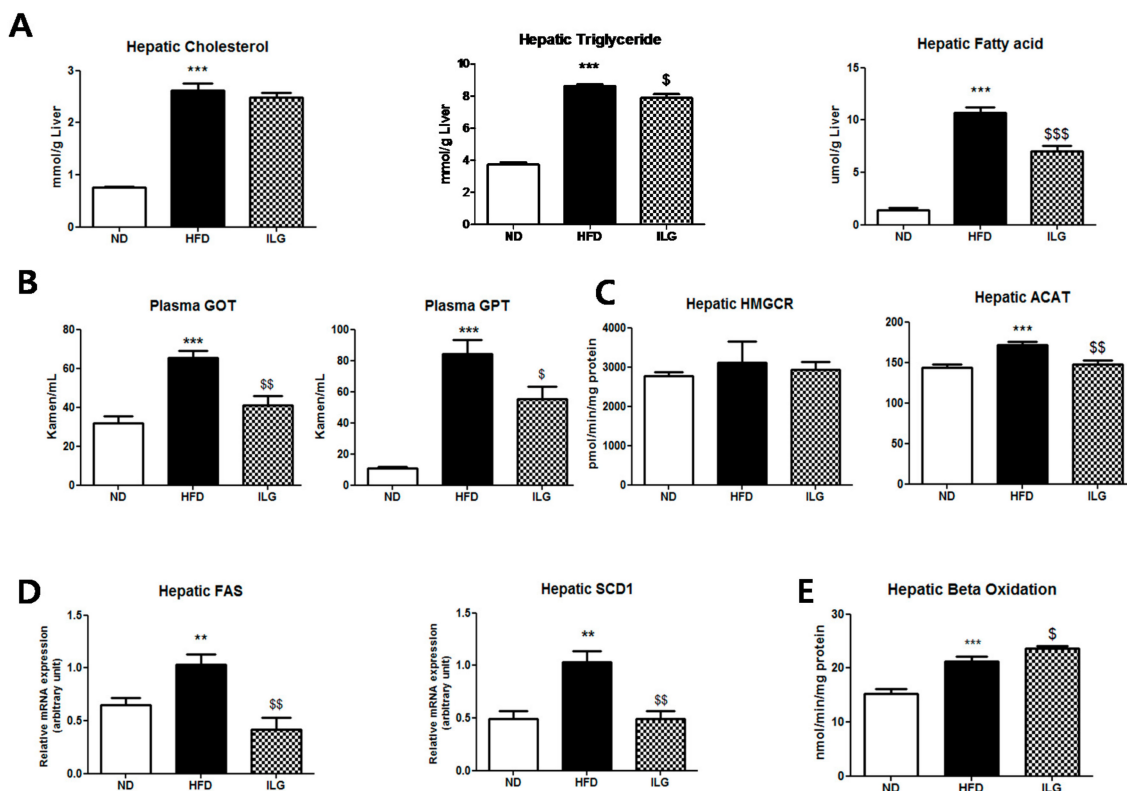 A
Hepatic Cholesterol
mmol/g Liver
3
2
1
0
***
ND HFD ILG
Hepatic Triglyceride
mmol/g Liver
10
8
6
4
2
0
***
$
ND HFD ILG
Hepatic Fatty acid
umol/g Liver
15
10
5
0
***
$$$
ND HFD ILG
B
Plasma GOT
Kamen/mL
80
60
40
20
0
***
$$
ND HFD ILG
Plasma GPT
Kamen/mL
100
80
60
40
20
0
***
$
ND HFD ILG
C
Hepatic HMGCR
pmol/min/mg protein
4000
3000
2000
1000
0
ND HFD ILG
Hepatic ACAT
200
150
100
50
0
***
$$
ND HFD ILG
D
Hepatic FAS
Relative mRNA expression
(arbitrary unit)
1.5
1.0
0.5
0.0
**
$$
ND HFD ILG
Hepatic SCD1
Relative mRNA expression
(arbitrary unit)
1.5
1.0
0.5
0.0
**
$$
ND HFD ILG
E
Hepatic Beta Oxidation
nmol/min/mg protein
30
20
10
0
***
$
ND HFD ILG